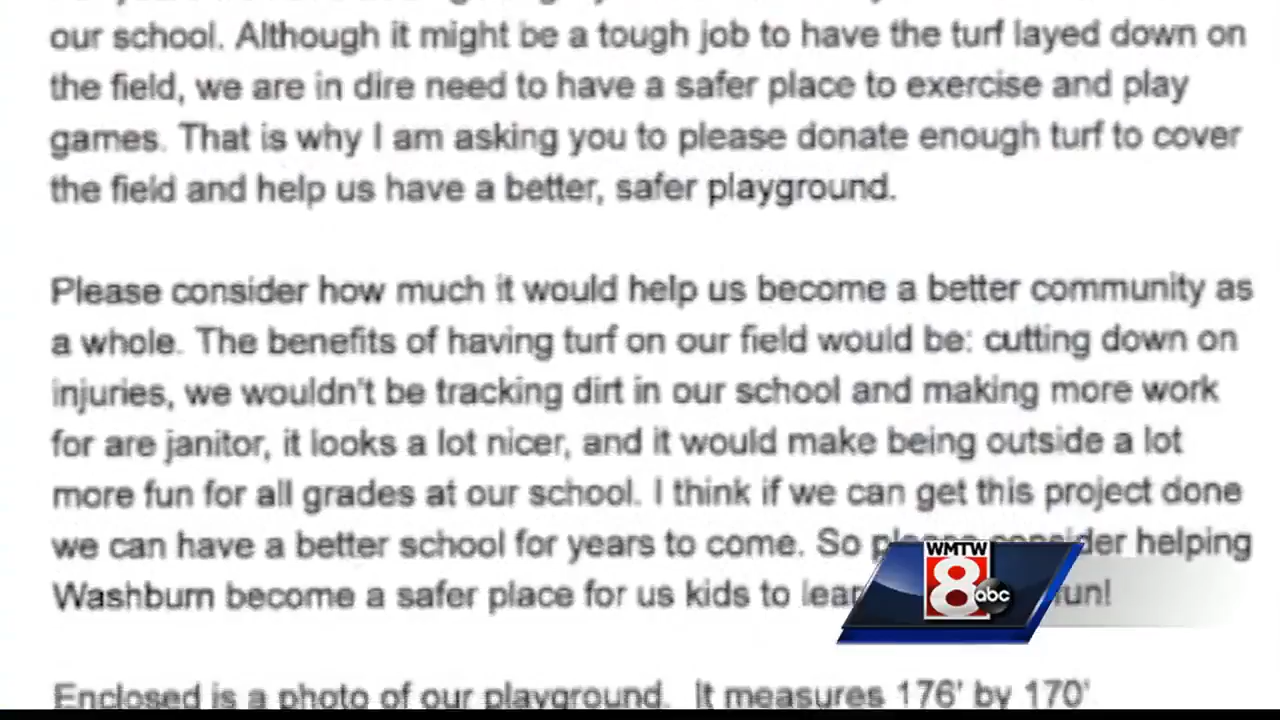 our school. Although it might be a tough job to have the turf layed down on
the field, we are in dire need to have a safer place to exercise and play
games. That is why I am asking you to please donate enough turf to cover
the field and help us have a better, safer playground.
Please consider how much it would help us become a better community as
a whole. The benefits of having turf on our field would be: cutting down on
injuries, we wouldn't be tracking dirt in our school and making more work
for are janitor, it looks a lot nicer, and it would make being outside a lot
more fun for all grades at our school. I think if we can get this project done
we can have a better school for years to come. So please consider helping
Washburn become a safer place for us kids to fun!
WMTW
8
abc
Enclosed is a photo of our playground. It measures 176' by 170'